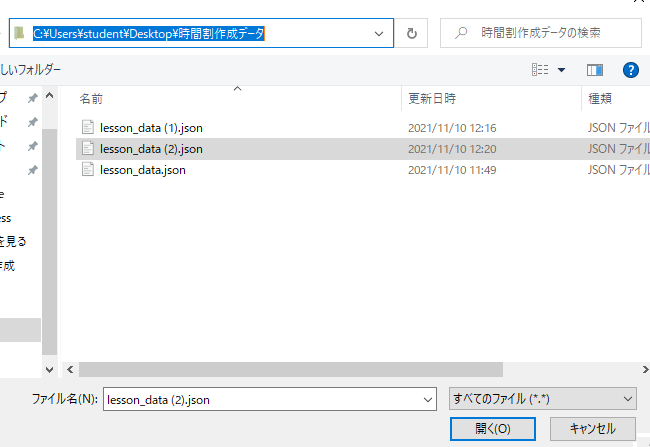 C:¥Users¥student¥Desktop¥時間割作成データ
時間割作成データの検索
しいフォルダー
名前 更新日時 種類
lesson_data (1).json 2021/11/10 12:16 JSON ファイル
lesson_data (2).json 2021/11/10 12:20 JSON ファイル
lesson_data.json 2021/11/10 11:49 JSON ファイル
プ
ド
ト
e
ess
を見る
作成
ファイル名(N): lesson_data (2).json すべてのファイル (*.*)
開く(O) キャンセル